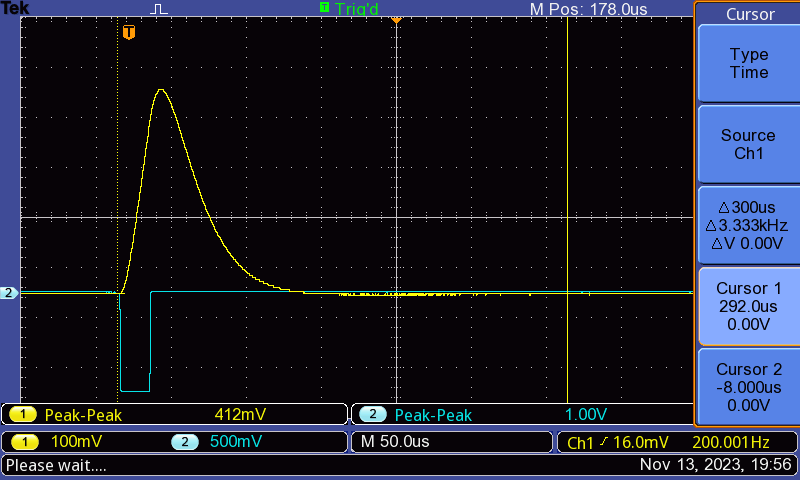 Tek
T Trig'd
M Pos: 178.0us
Cursor
T
Type
Time
Source
Ch1
△300us
△3.333kHz
△V 0.00V
2
Cursor 1
292.0us
0.00V
Cursor 2
-8.000us
0.00V
1 Peak-Peak 412mV
2 Peak-Peak 1.00V
1 100mV 2 500mV
M 50.0us
Ch1 16.0mV 200.001Hz
Please wait....
Nov 13, 2023, 19:56